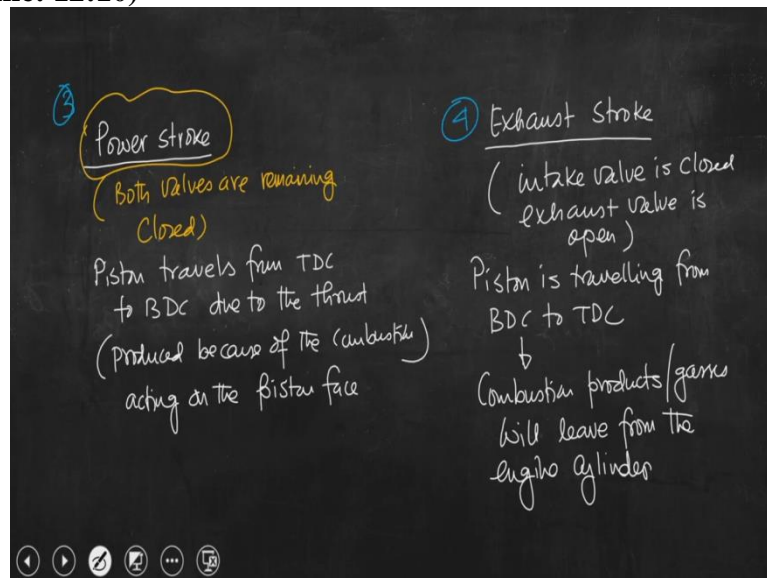 ③
Power stroke
(Both valves are remaining
Closed)
Piston travels from TDC
to BDC due to the thrust
(produced because of the combustion)
acting on the piston face
④ Exhaust Stroke
(intake valve is closed
exhaust valve is
open)
Piston is travelling from
BDC to TDC
↓
Combustion products/gases
will leave from the
engine cylinder